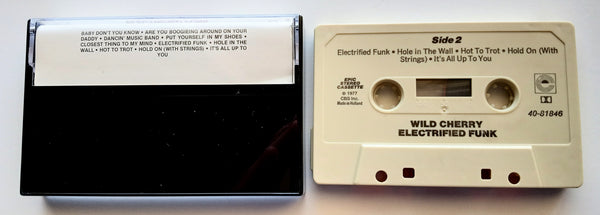 BABY DON'T YOU KNOW • ARE YOU BOOGIEING AROUND ON YOUR
DADDY • DANCIN' MUSIC BAND • PUT YOURSELF IN MY SHOES •
CLOSEST THING TO MY MIND • ELECTRIFIED FUNK • HOLE IN THE
WALL • HOT TO TROT • HOLD ON (WITH STRINGS) • IT'S ALL UP TO
YOU
Side 2
Electrified Funk • Hole in The Wall • Hot To Trot • Hold On (With
Strings) • It's All Up To You
EPIC
STEREO
CASSETTE
℗ 1977
CBS Inc.
Made in Holland
40-81846
WILD CHERRY
ELECTRIFIED FUNK